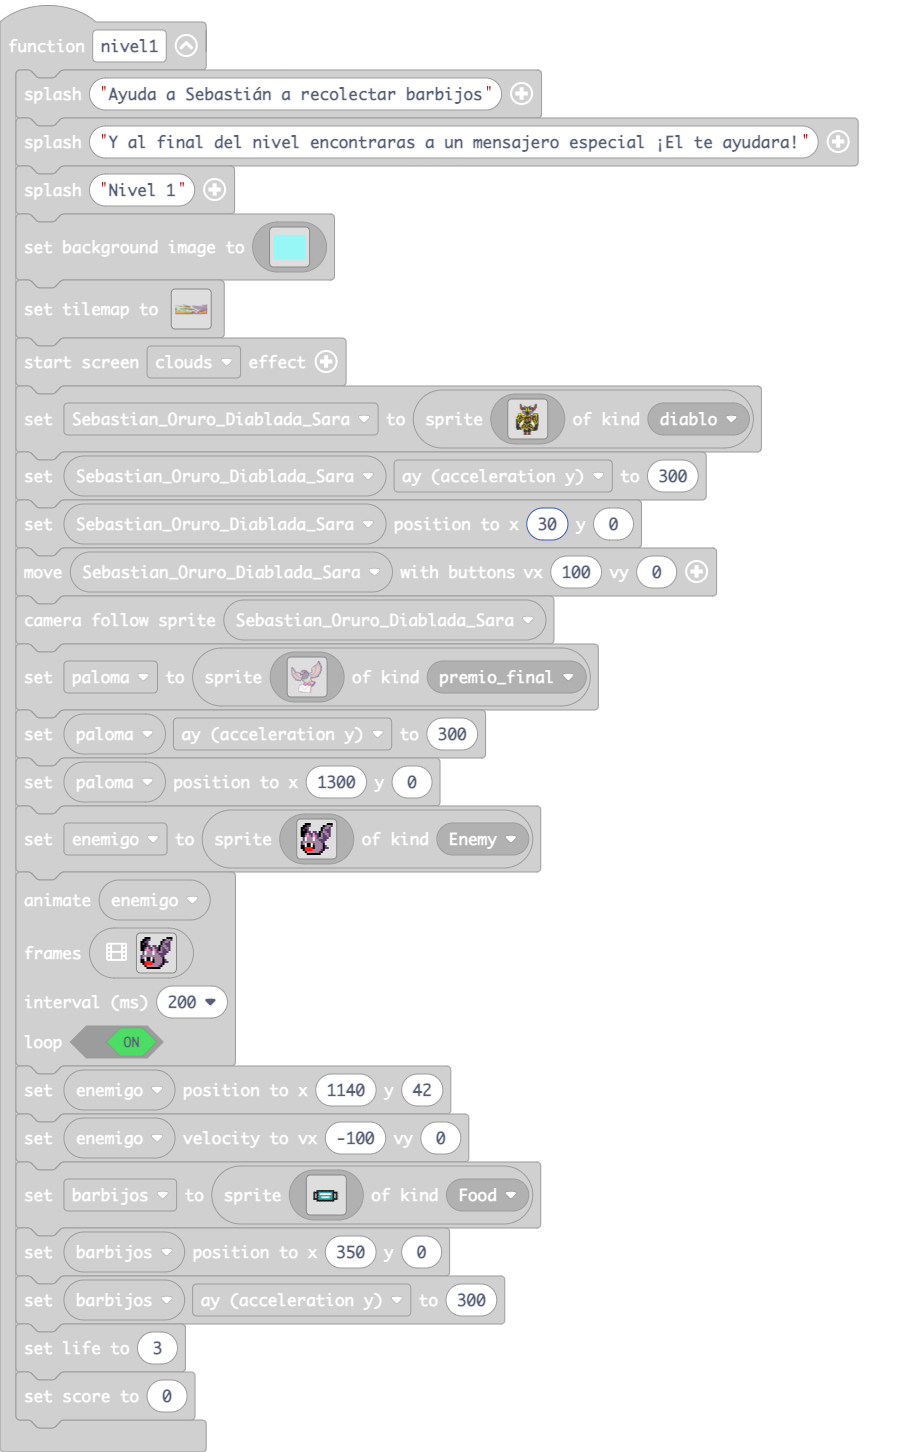 function nivel1
splash "Ayuda a Sebastián a recolectar barbijos"
splash "Y al final del nivel encontraras a un mensajero especial ¡El te ayudara!"
splash "Nivel 1"
set background image to
set tilemap to
start screen clouds effect
set Sebastian_Oruro_Diablada_Sara to sprite of kind diablo
set Sebastian_Oruro_Diablada_Sara ay (acceleration y) to 300
set Sebastian_Oruro_Diablada_Sara position to x 30 y 0
move Sebastian_Oruro_Diablada_Sara with buttons vx 100 vy 0
camera follow sprite Sebastian_Oruro_Diablada_Sara
set paloma to sprite of kind premio_final
set paloma ay (acceleration y) to 300
set paloma position to x 1300 y 0
set enemigo to sprite of kind Enemy
animate enemigo
frames
interval (ms) 200
loop ON
set enemigo position to x 1140 y 42
set enemigo velocity to vx -100 vy 0
set barbijos to sprite of kind Food
set barbijos position to x 350 y 0
set barbijos ay (acceleration y) to 300
set life to 3
set score to 0